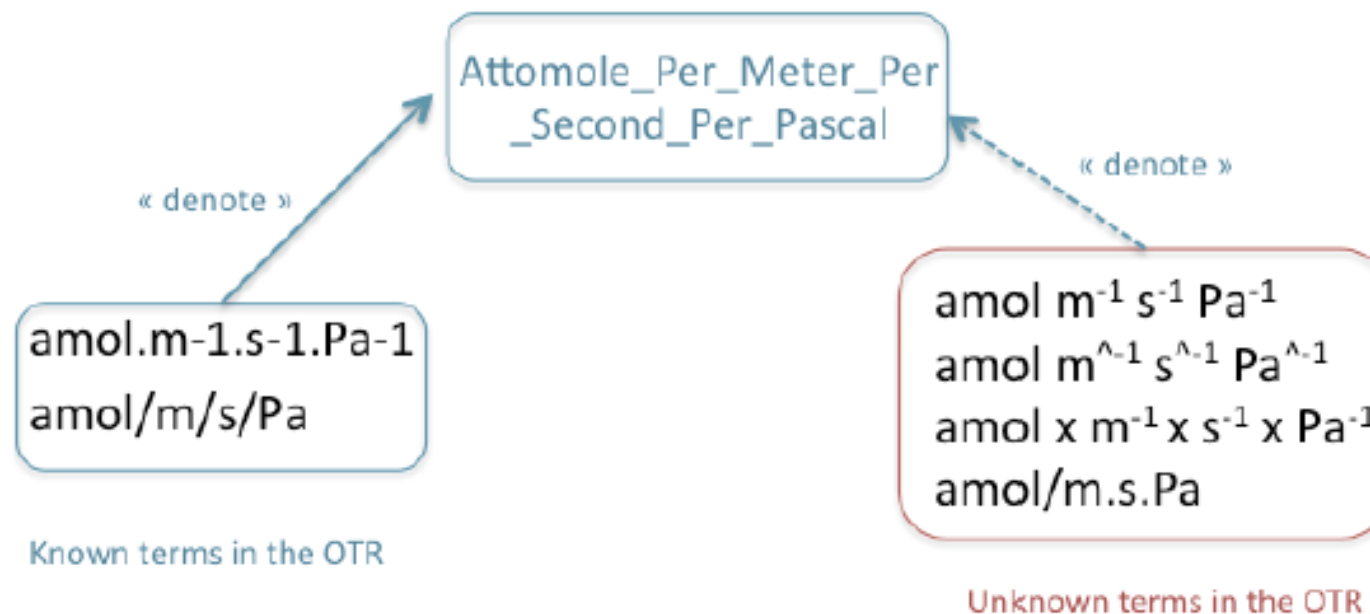 Attomole_Per_Meter_Per
_Second_Per_Pascal
« denote »
« denote »
amol.m-1.s-1.Pa-1
amol/m/s/Pa
Known terms in the OTR
amol m⁻¹ s⁻¹ Pa⁻¹
amol m^⁻¹ s^⁻¹ Pa^⁻¹
amol x m⁻¹ x s⁻¹ x Pa⁻¹
amol/m.s.Pa
Unknown terms in the OTR